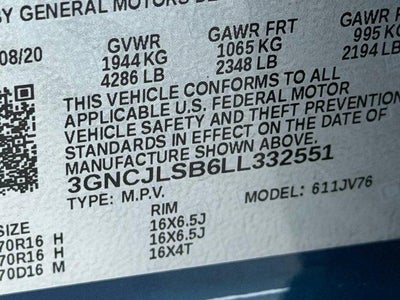 BY GENERAL MOTORS DE
08/20 GVWR GAWR FRT GAWR
1944 KG 1065 KG 995 KG
4286 LB 2348 LB 2194 LB
THIS VEHICLE CONFORMS TO ALL
APPLICABLE U.S. FEDERAL MOTOR
VEHICLE SAFETY AND THEFT PREVENTION
STANDARDS IN EFFECT ON THE DATE OF
MANUFACTURE SHOWN ABOVE.
3GNCJLSB6LL332551
TYPE: M.P.V. MODEL: 611JV76
SIZE RIM
70R16 H 16X6.5J
70R16 H 16X6.5J
70D16 M 16X4T